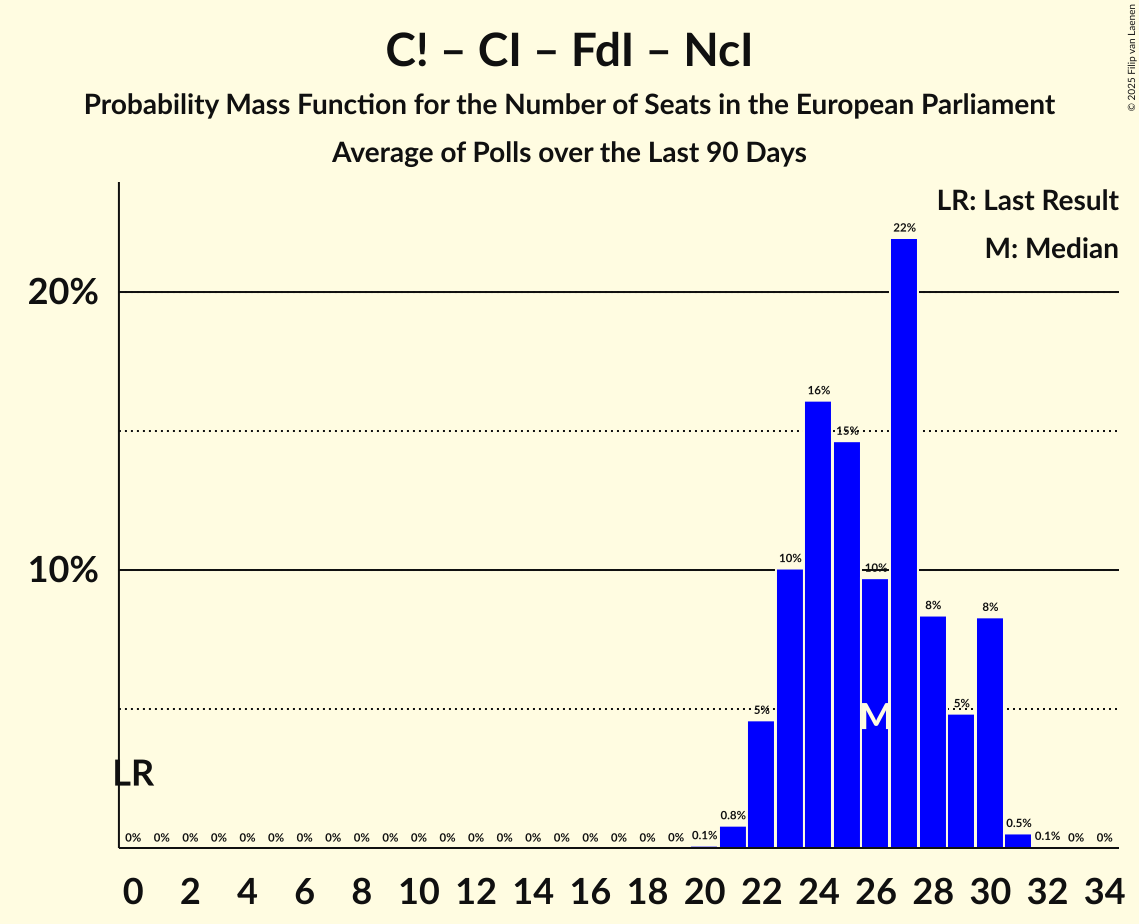 C! – CI – FdI – NcI
Probability Mass Function for the Number of Seats in the European Parliament
Average of Polls over the Last 90 Days
© 2025 Filip van Laenen
LR: Last Result
M: Median
22%
20%
16%
15%
10%
10%
10%
8%
8%
5%
5%
M
LR
0% 0% 0% 0% 0% 0% 0% 0% 0% 0% 0% 0% 0% 0% 0% 0% 0% 0% 0% 0% 0.1% 0.8% 0.5% 0.1% 0% 0%
0 2 4 6 8 10 12 14 16 18 20 22 24 26 28 30 32 34